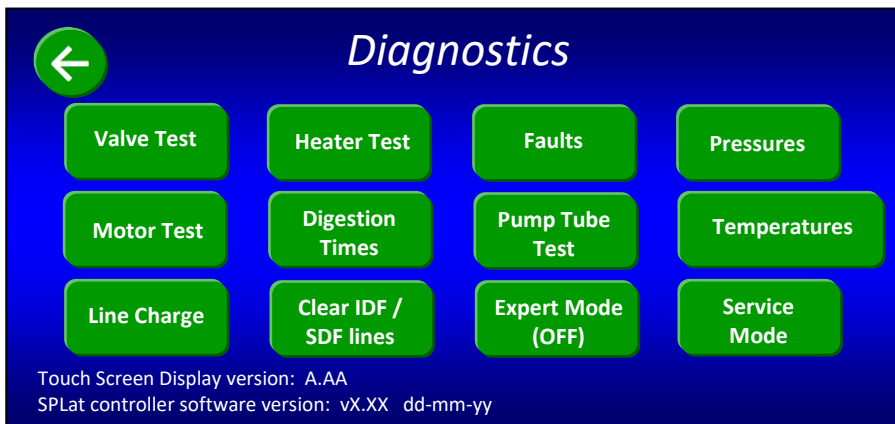 Diagnostics
Valve Test
Heater Test
Faults
Pressures
Motor Test
Digestion
Times
Pump Tube
Test
Temperatures
Line Charge
Clear IDF /
SDF lines
Expert Mode
(OFF)
Service
Mode
Touch Screen Display version:  A.AA
SPLat controller software version:  vX.XX   dd-mm-yy